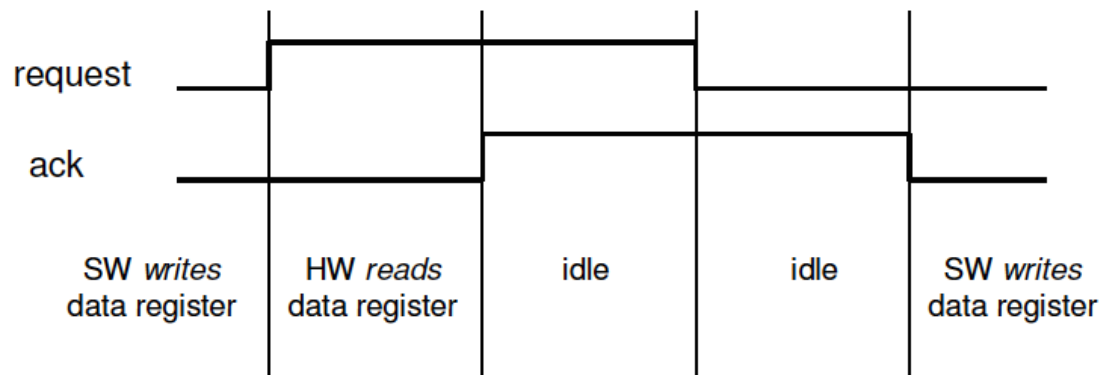 request
ack
SW writes
data register
HW reads
data register
idle
idle
SW writes
data register